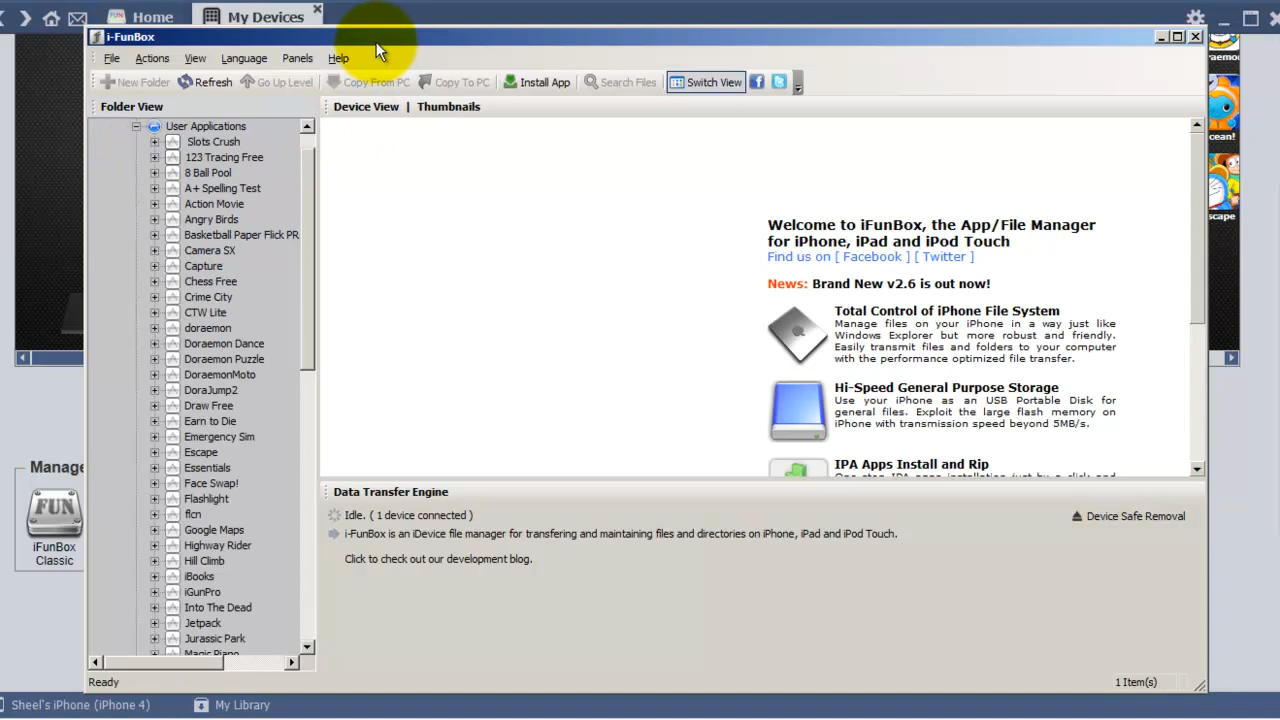 Home
My Devices
i-FunBox
File Actions View Language Panels Help
New Folder Refresh Go Up Level Copy From PC Copy To PC Install App Search Files Switch View
Folder View
Device View | Thumbnails
User Applications
Slots Crush
123 Tracing Free
8 Ball Pool
A+ Spelling Test
Action Movie
Angry Birds
Basketball Paper Flick PR
Camera SX
Capture
Chess Free
Crime City
CTW Lite
doraemon
Doraemon Dance
Doraemon Puzzle
DoraemonMoto
DoraJump2
Draw Free
Earn to Die
Emergency Sim
Escape
Essentials
Face Swap!
Flashlight
flcn
Google Maps
Highway Rider
Hill Climb
iBooks
iGunPro
Into The Dead
Jetpack
Jurassic Park
Magic Piano
Welcome to iFunBox, the App/File Manager
for iPhone, iPad and iPod Touch
Find us on [ Facebook ] [ Twitter ]
News: Brand New v2.6 is out now!
Total Control of iPhone File System
Manage files on your iPhone in a way just like
Windows Explorer but more robust and friendly.
Easily transmit files and folders to your computer
with the performance optimized file transfer.
Hi-Speed General Purpose Storage
Use your iPhone as an USB Portable Disk for
general files. Exploit the large flash memory on
iPhone with transmission speed beyond 5MB/s.
IPA Apps Install and Rip
Data Transfer Engine
Idle. ( 1 device connected )
Device Safe Removal
i-FunBox is an iDevice file manager for transfering and maintaining files and directories on iPhone, iPad and iPod Touch.
Click to check out our development blog.
Ready
1 Item(s)
raemo
cean!
scape
Manage
FUN
iFunBox
Classic
Sheel's iPhone (iPhone 4)
My Library